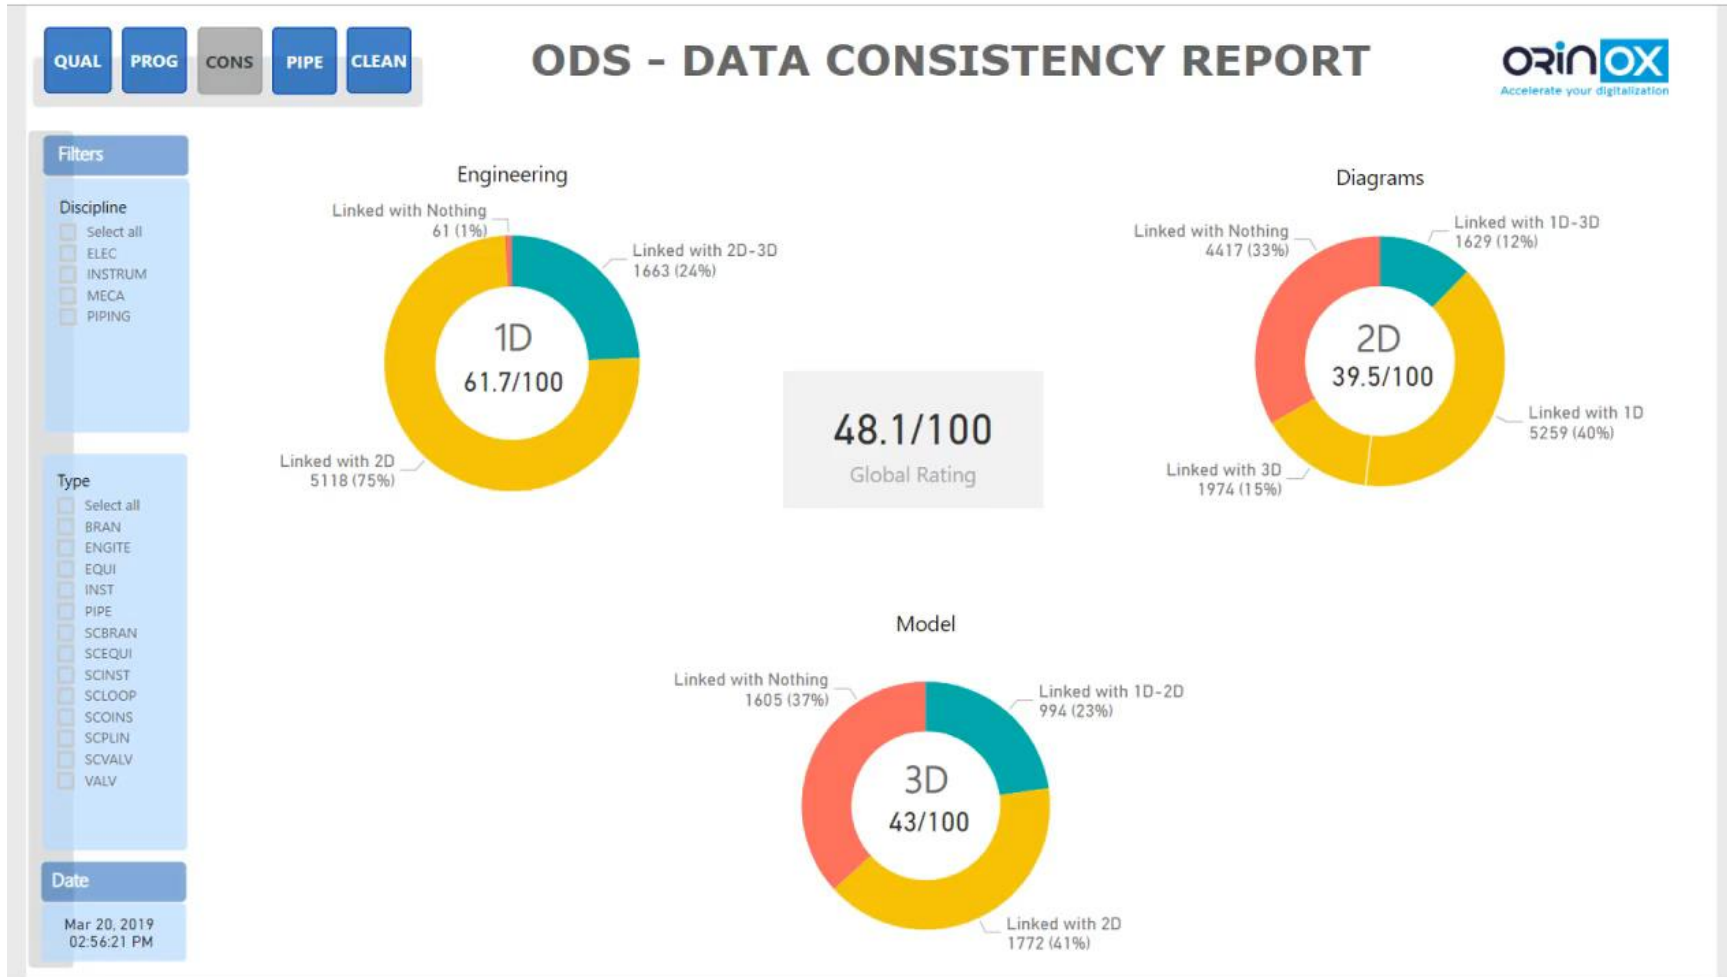 QUAL
PROG
CONS
PIPE
CLEAN
ODS - DATA CONSISTENCY REPORT
ORINOX
Accelerate your digitalization
Filters
Discipline
Select all
ELEC
INSTRUM
MECA
PIPING
Type
Select all
BRAN
ENGITE
EQUI
INST
PIPE
SCBRAN
SCEQUI
SCINST
SCLOOP
SCOINS
SCPLIN
SCVALV
VALV
Date
Mar 20, 2019
02:56:21 PM
Engineering
Linked with Nothing
61 (1%)
Linked with 2D-3D
1663 (24%)
1D
61.7/100
Linked with 2D
5118 (75%)
48.1/100
Global Rating
Diagrams
Linked with Nothing
4417 (33%)
Linked with 1D-3D
1629 (12%)
2D
39.5/100
Linked with 1D
5259 (40%)
Linked with 3D
1974 (15%)
Model
Linked with Nothing
1605 (37%)
Linked with 1D-2D
994 (23%)
3D
43/100
Linked with 2D
1772 (41%)